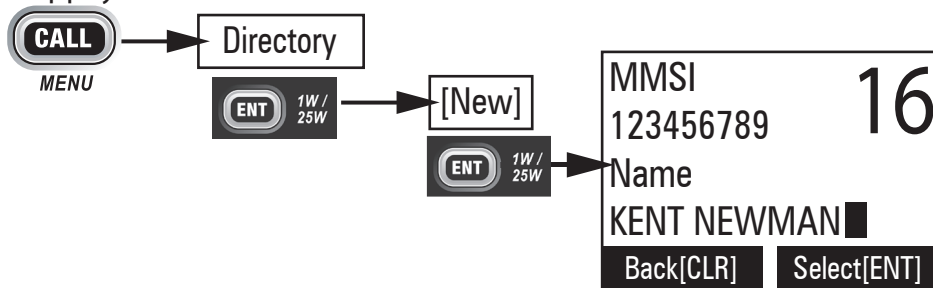 CALL
MENU
Directory
ENT 1W / 25W
[New]
ENT 1W / 25W
MMSI 16
123456789
Name
KENT NEWMAN
Back[CLR] Select[ENT]